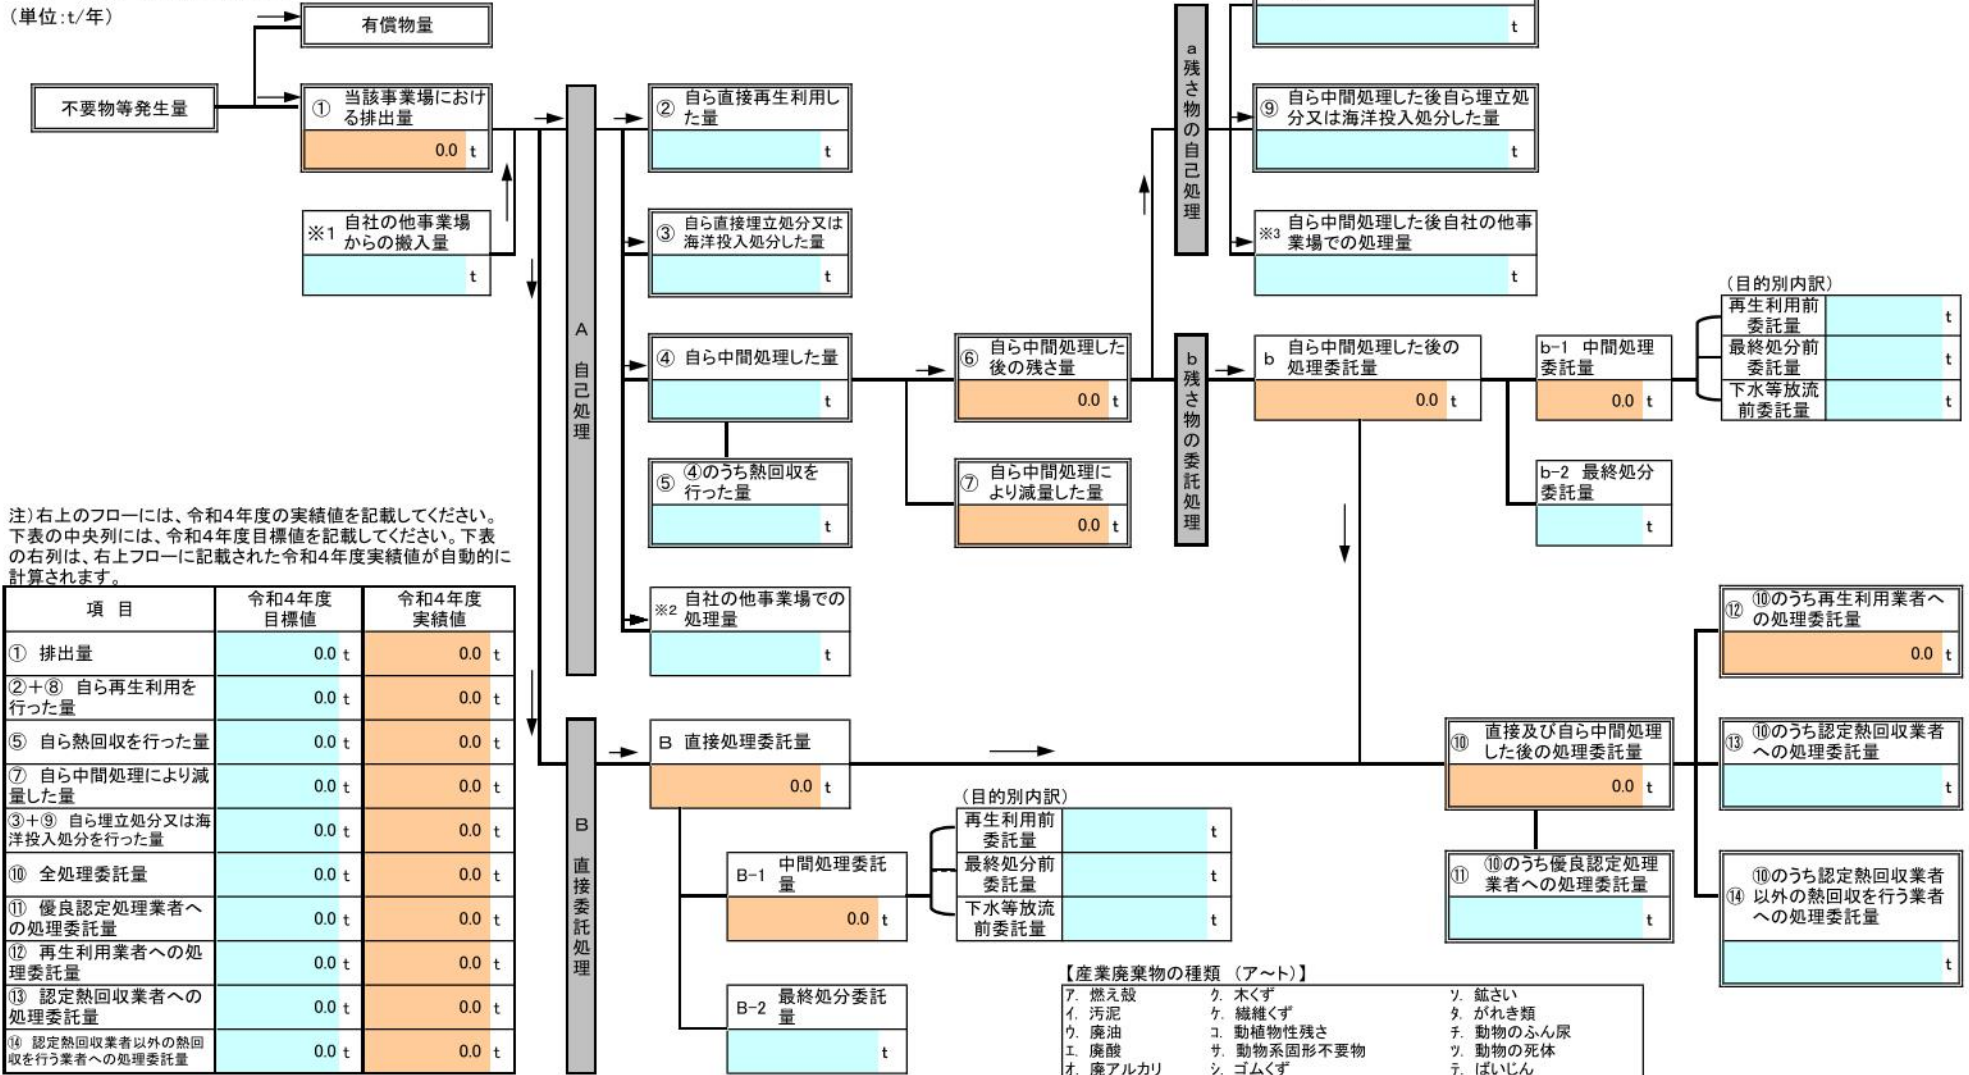 (単位:t/年)
有償物量
不要物等発生量
① 当該事業場におけ
る排出量
0.0 t
※1 自社の他事業場
からの搬入量
t
A 自己処理
② 自ら直接再生利用し
た量
t
③ 自ら直接埋立処分又は
海洋投入処分した量
t
④ 自ら中間処理した量
t
⑤ ④のうち熱回収を
行った量
t
※2 自社の他事業場での
処理量
t
⑥ 自ら中間処理した
後の残さ量
0.0 t
⑦ 自ら中間処理に
より減量した量
0.0 t
a 残さ物の自己処理
t
⑨ 自ら中間処理した後自ら埋立処
分又は海洋投入処分した量
t
※3 自ら中間処理した後自社の他事
業場での処理量
t
b 残さ物の委託処理
b 自ら中間処理した後の
処理委託量
0.0 t
b-1 中間処理
委託量
0.0 t
b-2 最終処分
委託量
t
(目的別内訳)
再生利用前
委託量
t
最終処分前
委託量
t
下水等放流
前委託量
t
注)右上のフローには、令和4年度の実績値を記載してください。
下表の中央列には、令和4年度目標値を記載してください。下表
の右列は、右上フローに記載された令和4年度実績値が自動的に
計算されます。
項 目 令和4年度
目標値 令和4年度
実績値
① 排出量 0.0 t 0.0 t
②+⑧ 自ら再生利用を
行った量 0.0 t 0.0 t
⑤ 自ら熱回収を行った量 0.0 t 0.0 t
⑦ 自ら中間処理により減
量した量 0.0 t 0.0 t
③+⑨ 自ら埋立処分又は海
洋投入処分を行った量 0.0 t 0.0 t
⑩ 全処理委託量 0.0 t 0.0 t
⑪ 優良認定処理業者へ
の処理委託量 0.0 t 0.0 t
⑫ 再生利用業者への処
理委託量 0.0 t 0.0 t
⑬ 認定熱回収業者への
処理委託量 0.0 t 0.0 t
⑭ 認定熱回収業者以外の熱回
収を行う業者への処理委託量 0.0 t 0.0 t
B 直接委託処理
B 直接処理委託量
0.0 t
B-1 中間処理委託
量
0.0 t
B-2 最終処分委託
量
t
(目的別内訳)
再生利用前
委託量
t
最終処分前
委託量
t
下水等放流
前委託量
t
⑩ 直接及び自ら中間処理
した後の処理委託量
0.0 t
⑪ ⑩のうち優良認定処理
業者への処理委託量
t
⑫ ⑩のうち再生利用業者へ
の処理委託量
0.0 t
⑬ ⑩のうち認定熱回収業者
への処理委託量
t
⑭ ⑩のうち認定熱回収業者
以外の熱回収を行う業者
への処理委託量
t
【産業廃棄物の種類 (ア~ト)】
ア. 燃え殻 ク. 木くず ソ. 鉱さい
イ. 汚泥 ケ. 繊維くず タ. がれき類
ウ. 廃油 コ. 動植物性残さ チ. 動物のふん尿
エ. 廃酸 サ. 動物系固形不要物 ツ. 動物の死体
オ. 廃アルカリ シ. ゴムくず テ. ばいじん